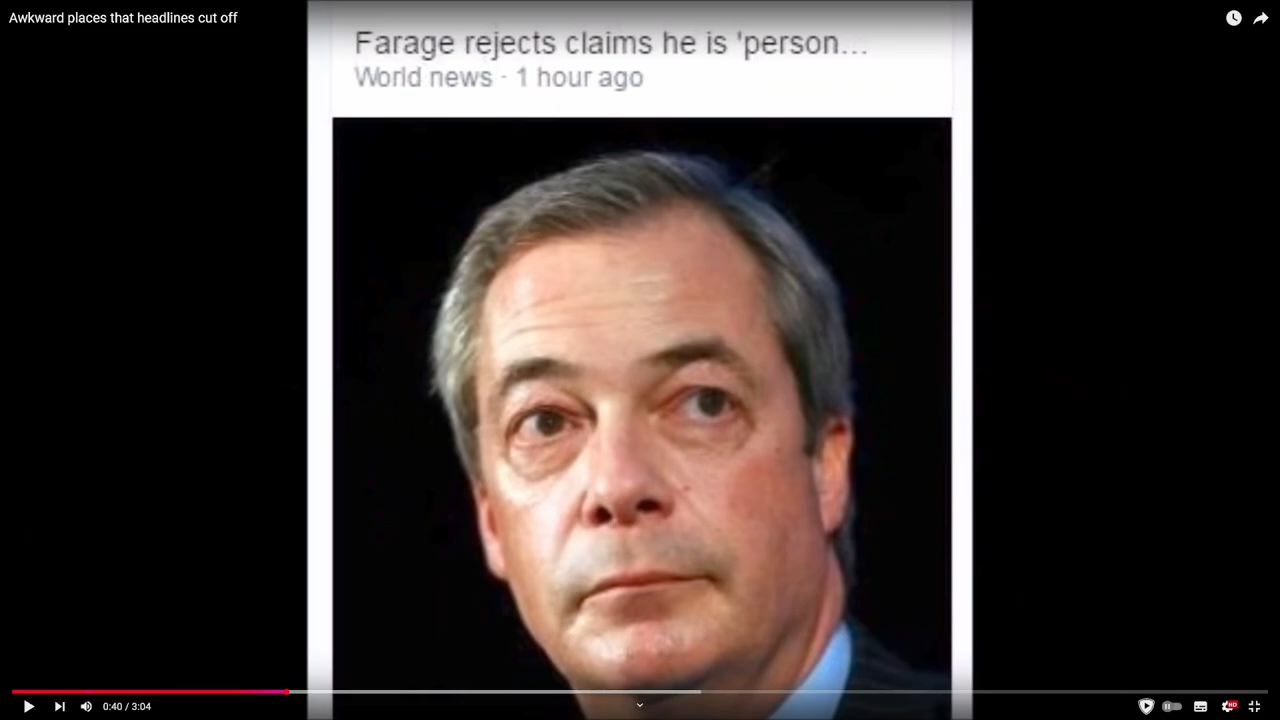 Awkward places that headlines cut off
Farage rejects claims he is 'person...
World news · 1 hour ago
0:40 / 3:04
HD